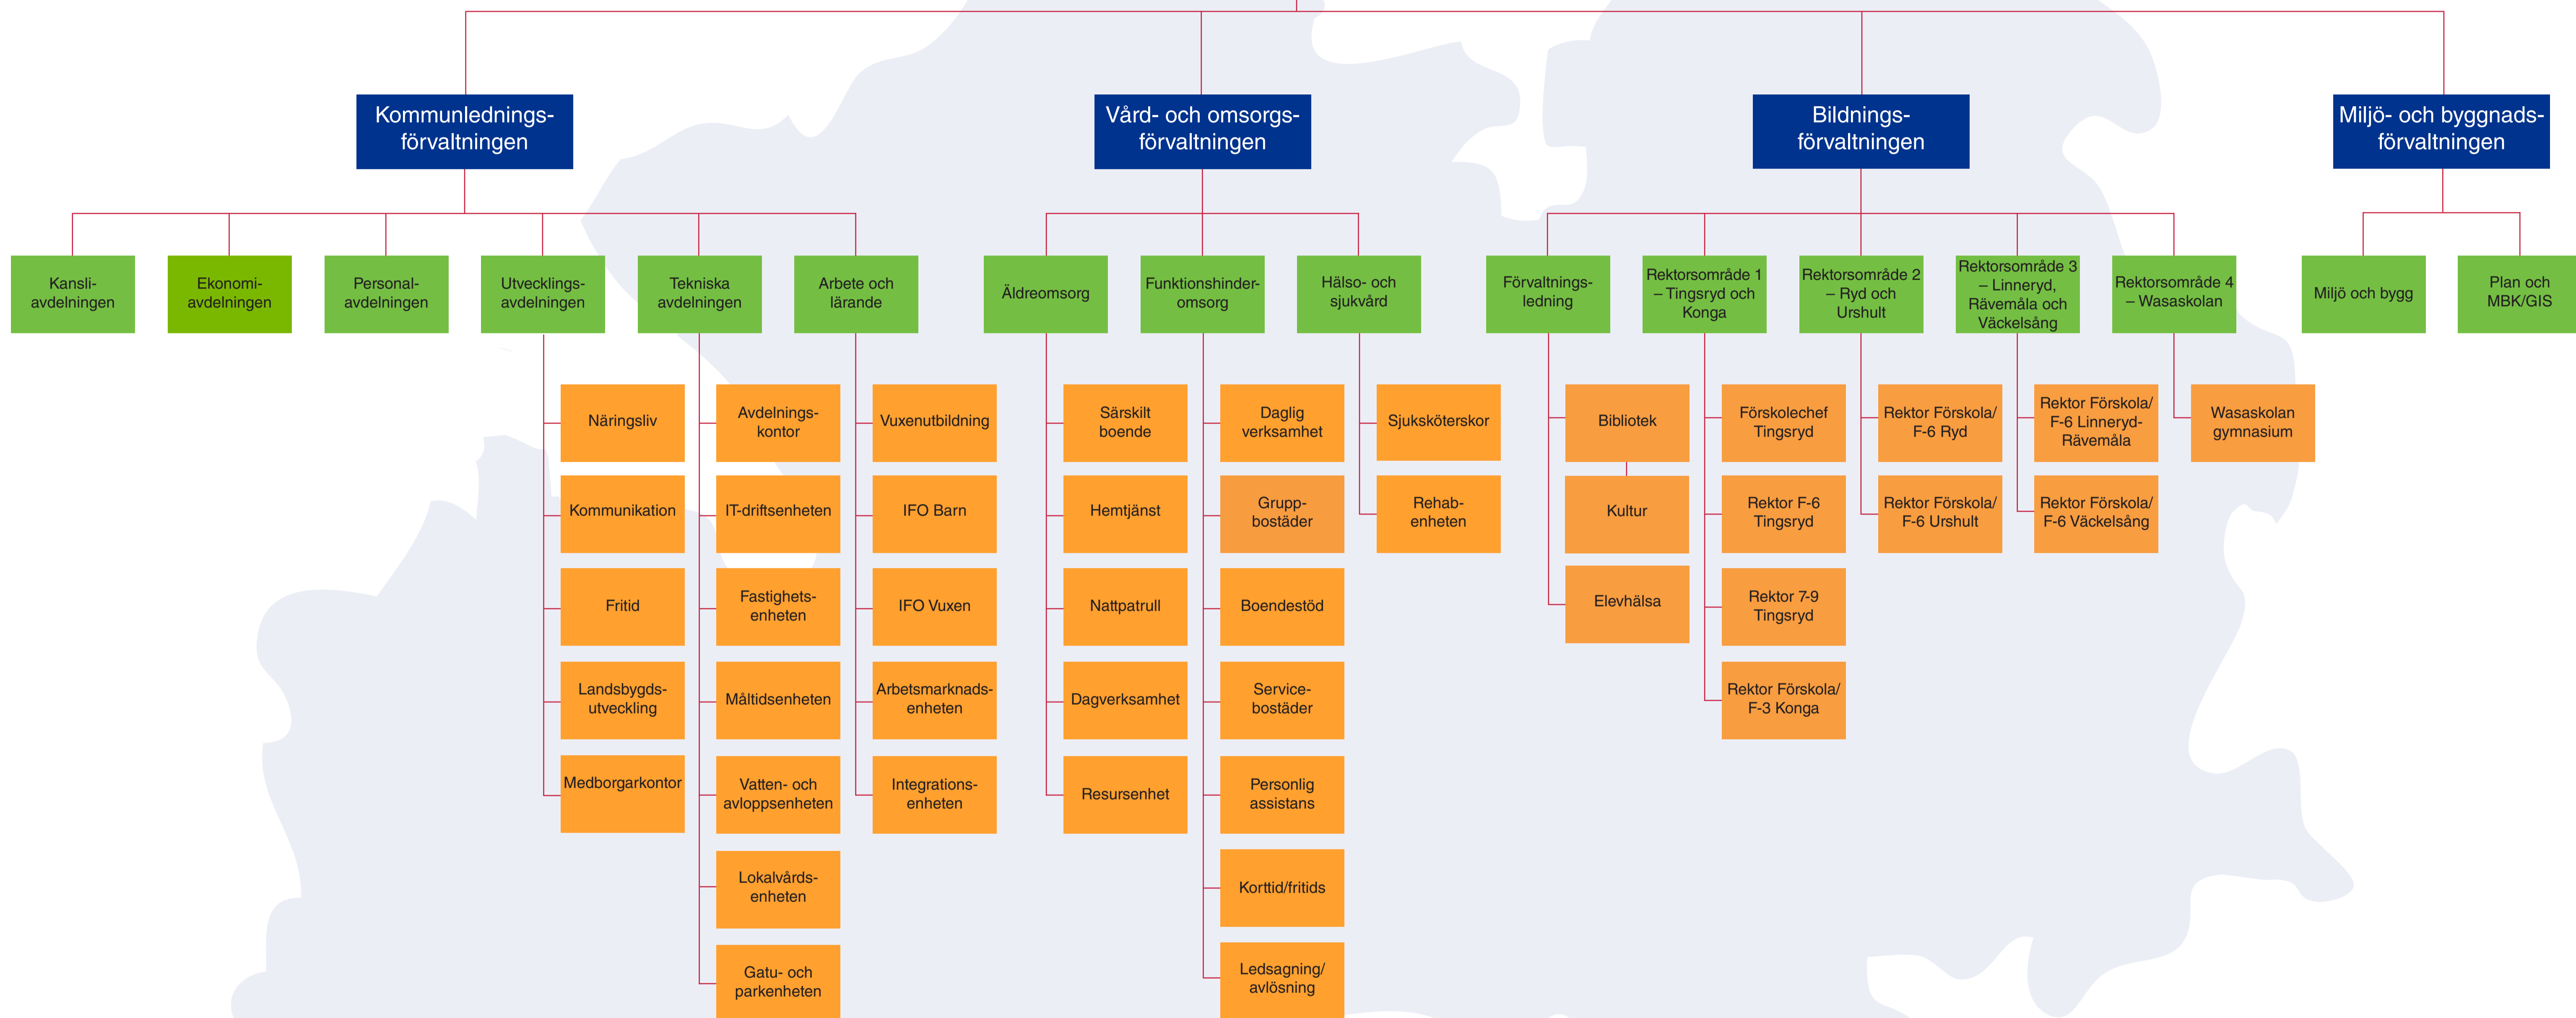 Kommunlednings-
förvaltningen
Vård- och omsorgs-
förvaltningen
Bildnings-
förvaltningen
Miljö- och byggnads-
förvaltningen
Kansli-
avdelningen
Ekonomi-
avdelningen
Personal-
avdelningen
Utvecklings-
avdelningen
Tekniska
avdelningen
Arbete och
lärande
Äldreomsorg
Funktionshinder-
omsorg
Hälso- och
sjukvård
Förvaltnings-
ledning
Rektorsområde 1
– Tingsryd och
Konga
Rektorsområde 2
– Ryd och
Urshult
Rektorsområde 3
– Linneryd,
Rävemåla och
Väckelsång
Rektorsområde 4
– Wasaskolan
Miljö och bygg
Plan och
MBK/GIS
Näringsliv
Kommunikation
Fritid
Landsbygds-
utveckling
Medborgarkontor
Avdelnings-
kontor
IT-driftsenheten
Fastighets-
enheten
Måltidsenheten
Vatten- och
avloppsenheten
Lokalvårds-
enheten
Gatu- och
parkenheten
Vuxenutbildning
IFO Barn
IFO Vuxen
Arbetsmarknads-
enheten
Integrations-
enheten
Särskilt
boende
Hemtjänst
Nattpatrull
Dagverksamhet
Resursenhet
Daglig
verksamhet
Grupp-
bostäder
Boendestöd
Service-
bostäder
Personlig
assistans
Korttid/fritids
Ledsagning/
avlösning
Sjuksköterskor
Rehab-
enheten
Bibliotek
Kultur
Elevhälsa
Förskolechef
Tingsryd
Rektor F-6
Tingsryd
Rektor 7-9
Tingsryd
Rektor Förskola/
F-3 Konga
Rektor Förskola/
F-6 Ryd
Rektor Förskola/
F-6 Urshult
Rektor Förskola/
F-6 Linneryd-
Rävemåla
Rektor Förskola/
F-6 Väckelsång
Wasaskolan
gymnasium